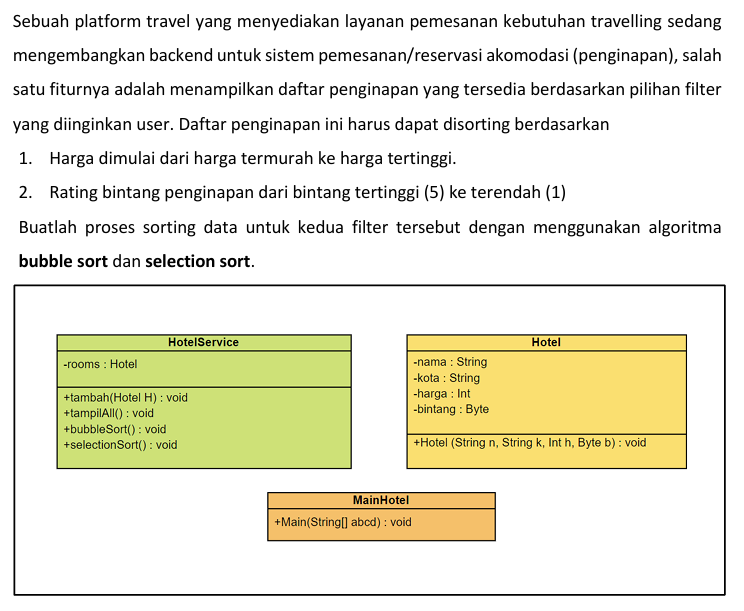 Sebuah platform travel yang menyediakan layanan pemesanan kebutuhan travelling sedang
mengembangkan backend untuk sistem pemesanan/reservasi akomodasi (penginapan), salah
satu fiturnya adalah menampilkan daftar penginapan yang tersedia berdasarkan pilihan filter
yang diinginkan user. Daftar penginapan ini harus dapat disorting berdasarkan
1. Harga dimulai dari harga termurah ke harga tertinggi.
2. Rating bintang penginapan dari bintang tertinggi (5) ke terendah (1)
Buatlah proses sorting data untuk kedua filter tersebut dengan menggunakan algoritma
bubble sort dan selection sort.
HotelService
-rooms : Hotel
+tambah(Hotel H) : void
+tampilAll() : void
+bubbleSort() : void
+selectionSort() : void
Hotel
-nama : String
-kota : String
-harga : Int
-bintang : Byte
+Hotel (String n, String k, Int h, Byte b) : void
MainHotel
+Main(String[] abcd) : void